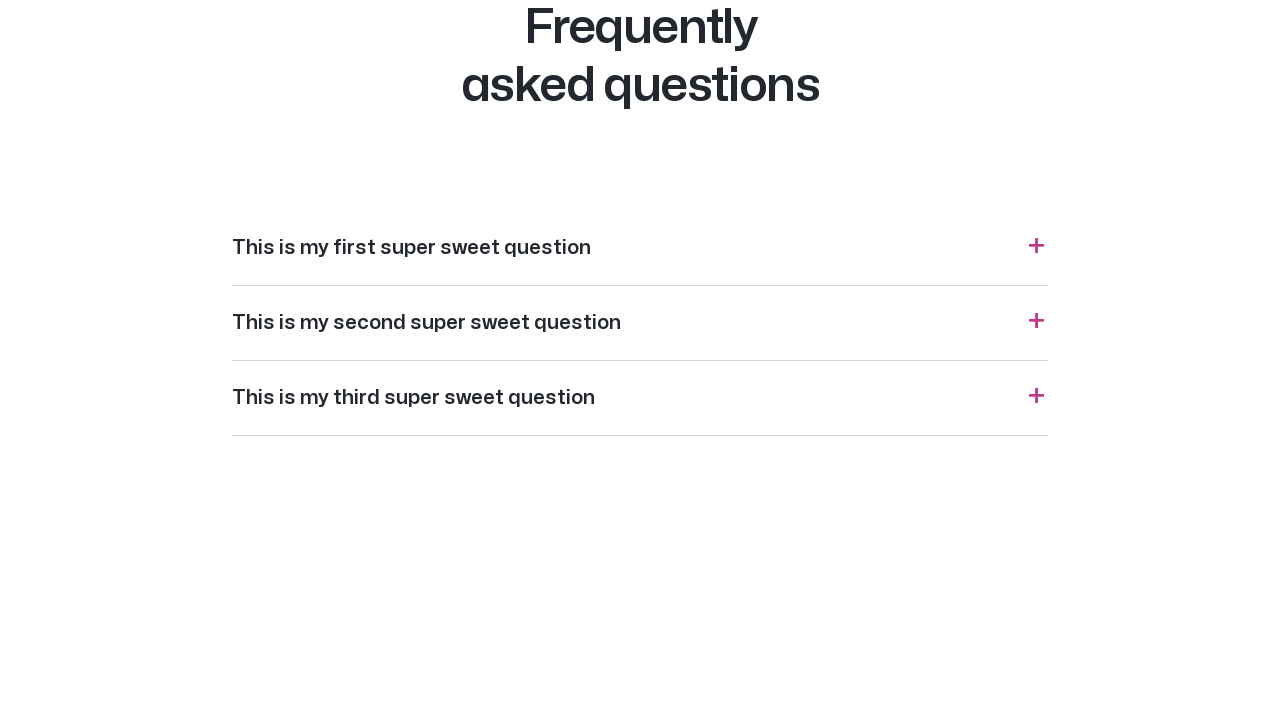 Frequently
asked questions
This is my first super sweet question
+
This is my second super sweet question
+
This is my third super sweet question
+